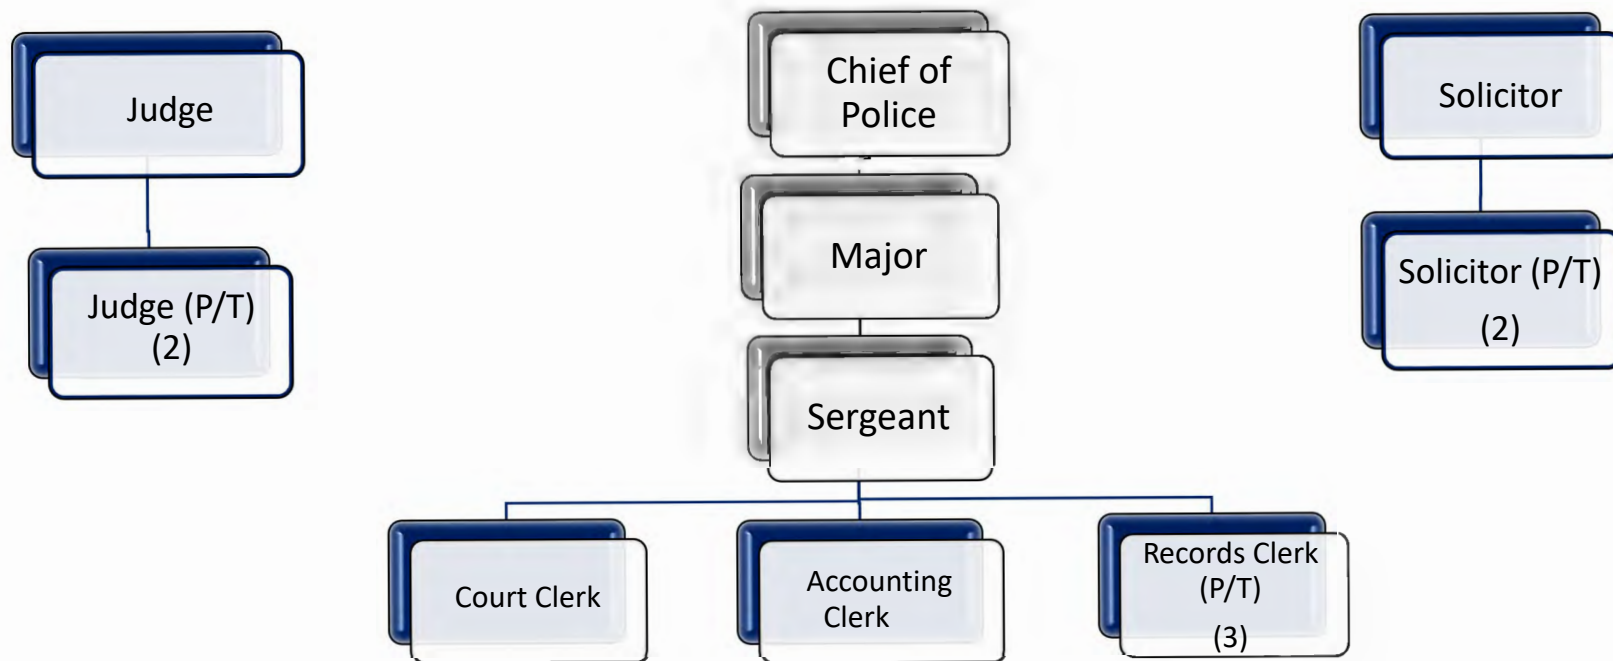 Judge
Chief of
Police
Solicitor
Major
Judge (P/T)
(2)
Solicitor (P/T)
(2)
Sergeant
Court Clerk
Accounting
Clerk
Records Clerk
(P/T)
(3)